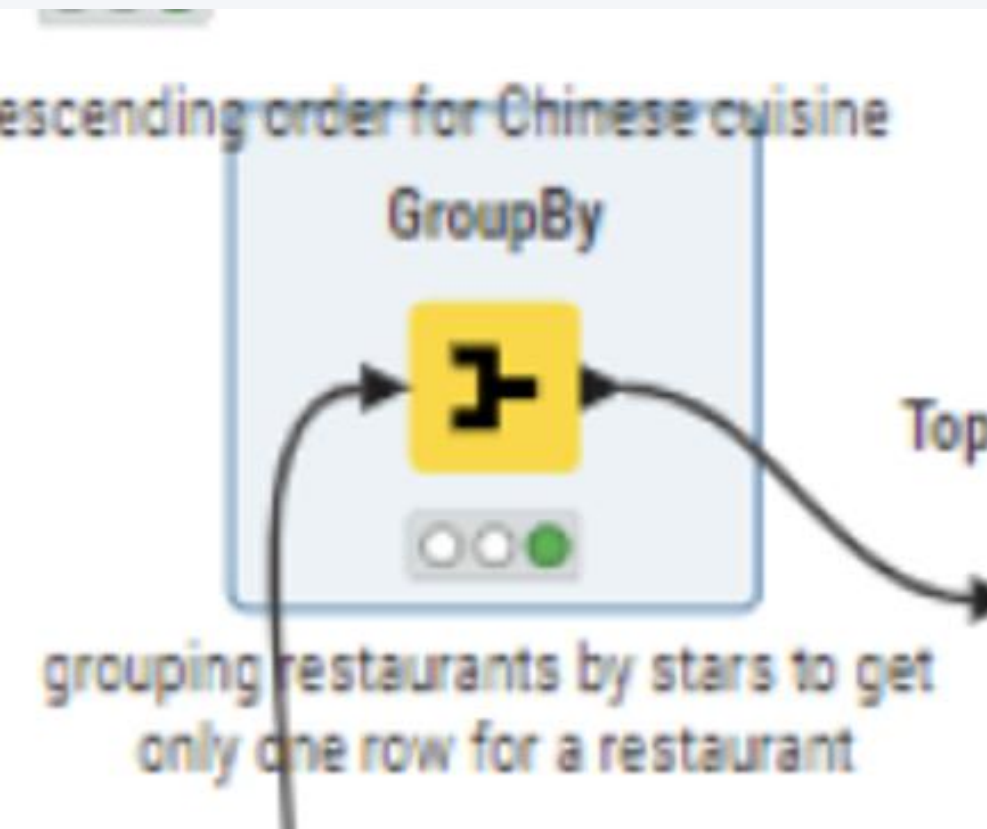 escending order for Chinese cuisine
GroupBy
Top
grouping restaurants by stars to get
only one row for a restaurant